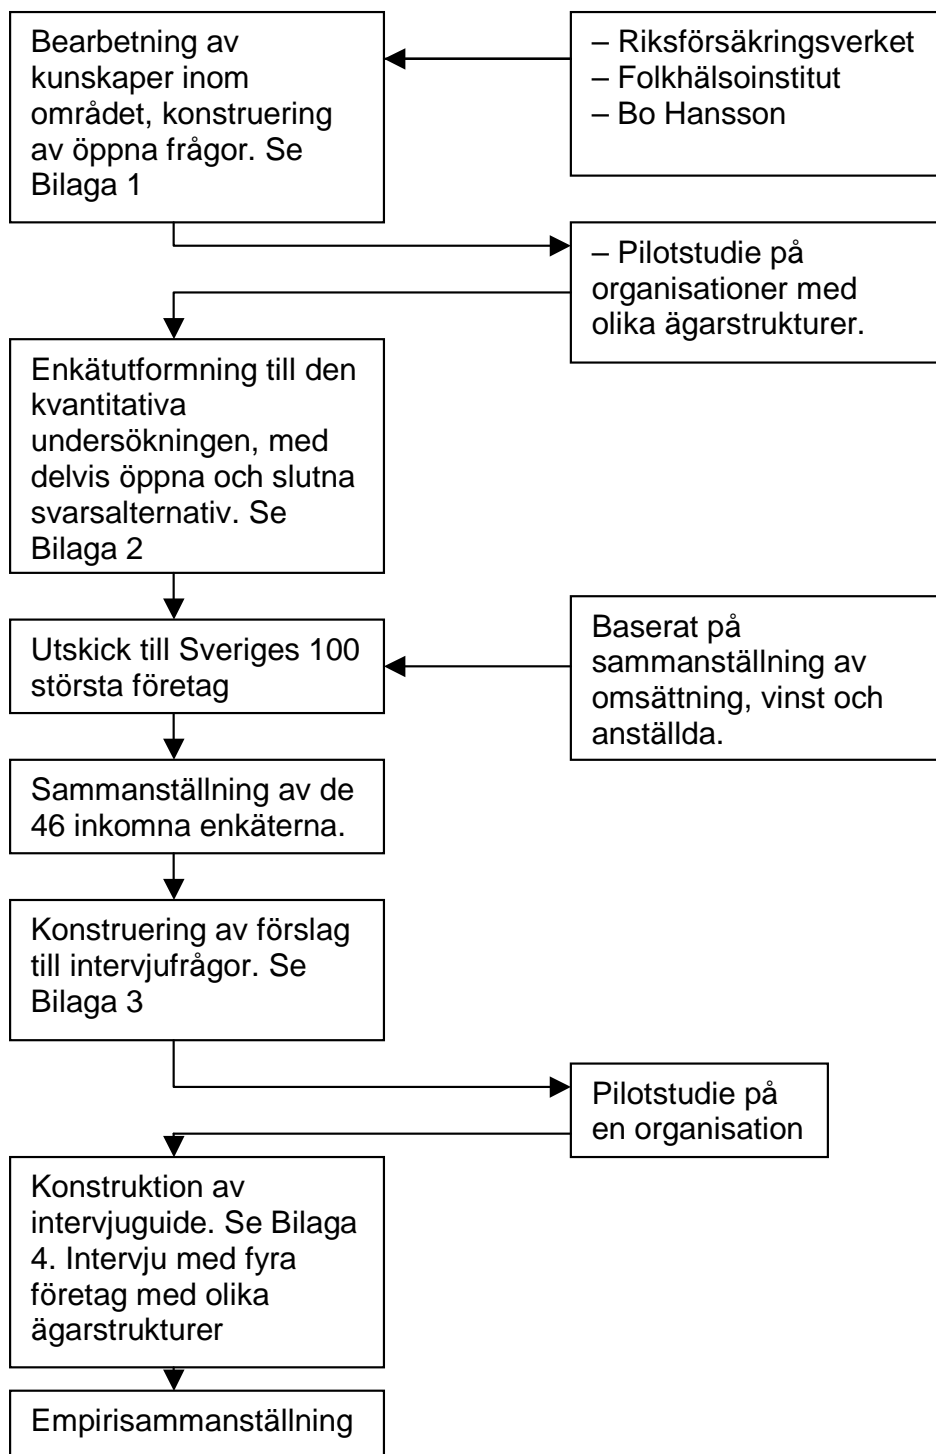 Bearbetning av
kunskaper inom
området, konstruering
av öppna frågor. Se
Bilaga 1
– Riksförsäkringsverket
– Folkhälsoinstitut
– Bo Hansson
– Pilotstudie på
organisationer med
olika ägarstrukturer.
Enkätutformning till den
kvantitativa
undersökningen, med
delvis öppna och slutna
svarsalternativ. Se
Bilaga 2
Utskick till Sveriges 100
största företag
Baserat på
sammanställning av
omsättning, vinst och
anställda.
Sammanställning av de
46 inkomna enkäterna.
Konstruering av förslag
till intervjufrågor. Se
Bilaga 3
Pilotstudie på
en organisation
Konstruktion av
intervjuguide. Se Bilaga
4. Intervju med fyra
företag med olika
ägarstrukturer
Empirisammanställning